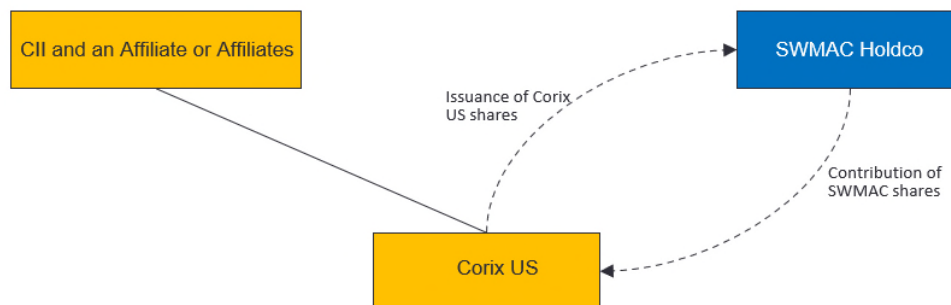 CII and an Affiliate or Affiliates
SWMAC Holdco
Issuance of Corix
US shares
Contribution of
SWMAC shares
Corix US